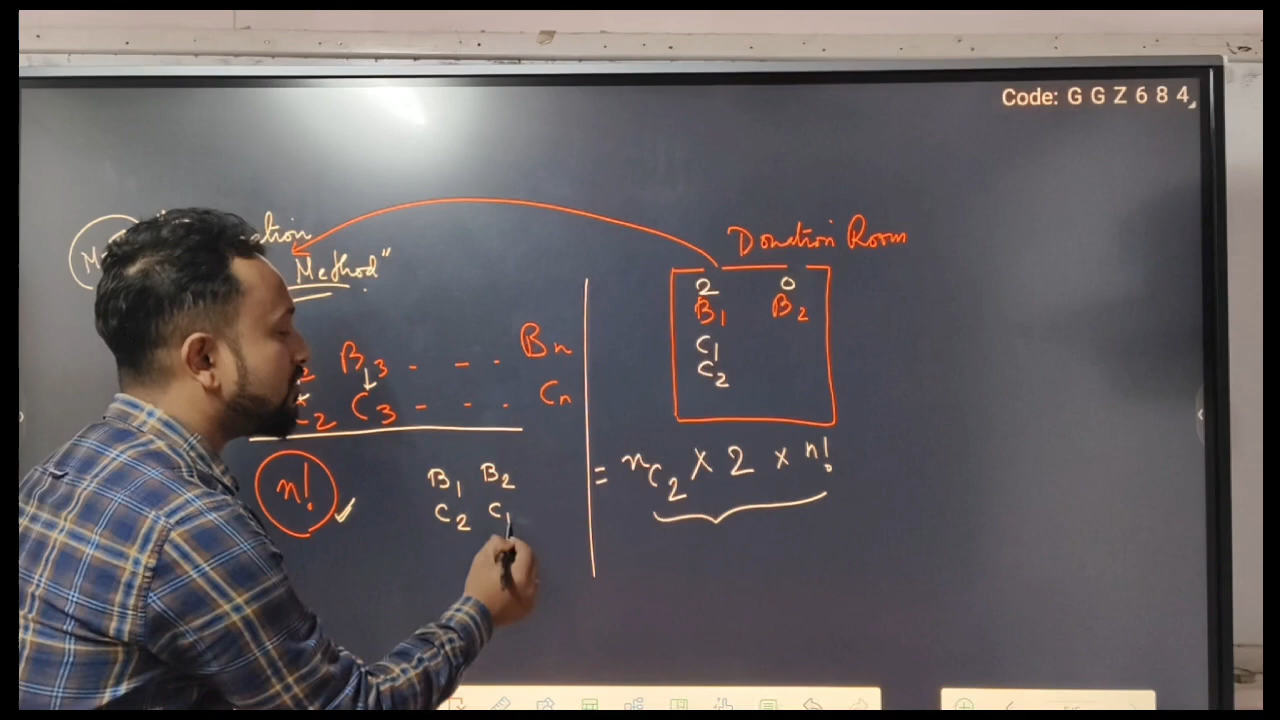 Code: G G Z 6 8 4
Method"
B3 - - - Bn
2 C3 - - - Cn
n!
B1 B2
C2 C1
Donation Room
2 0
B1 B2
C1
C2
= nC2 × 2 × n!